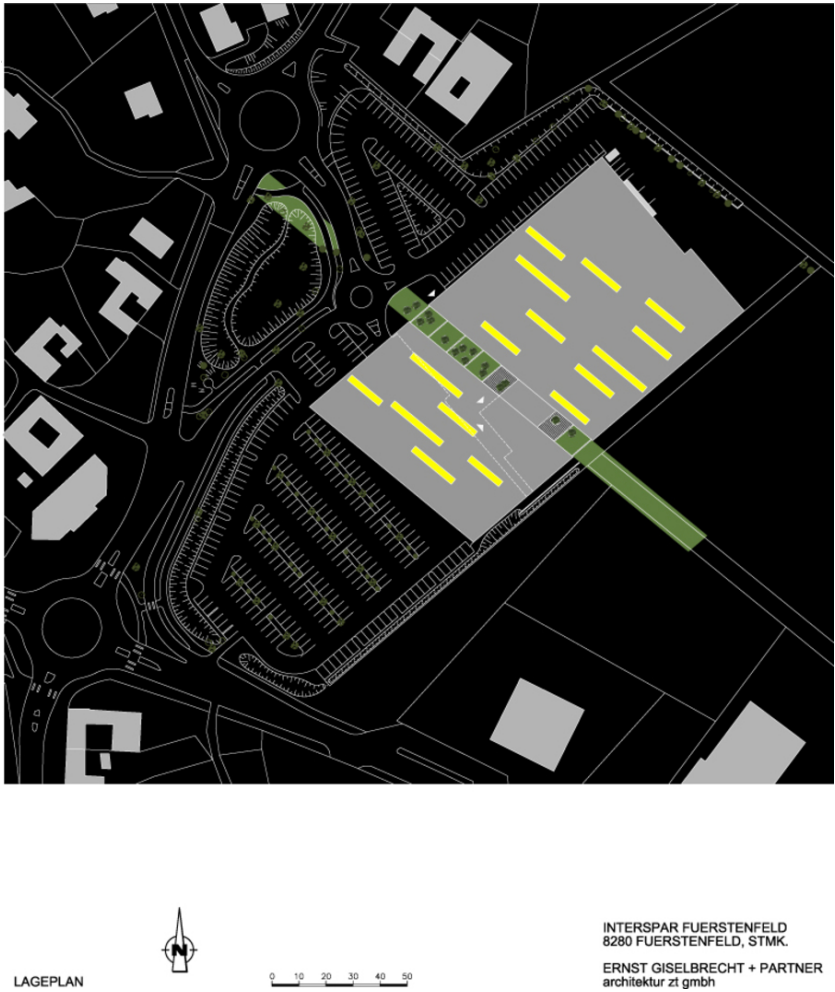 INTERSPAR FUERSTENFELD
8280 FUERSTENFELD, STMK.
ERNST GISELBRECHT + PARTNER
architektur zt gmbh
LAGEPLAN
N
0 10 20 30 40 50